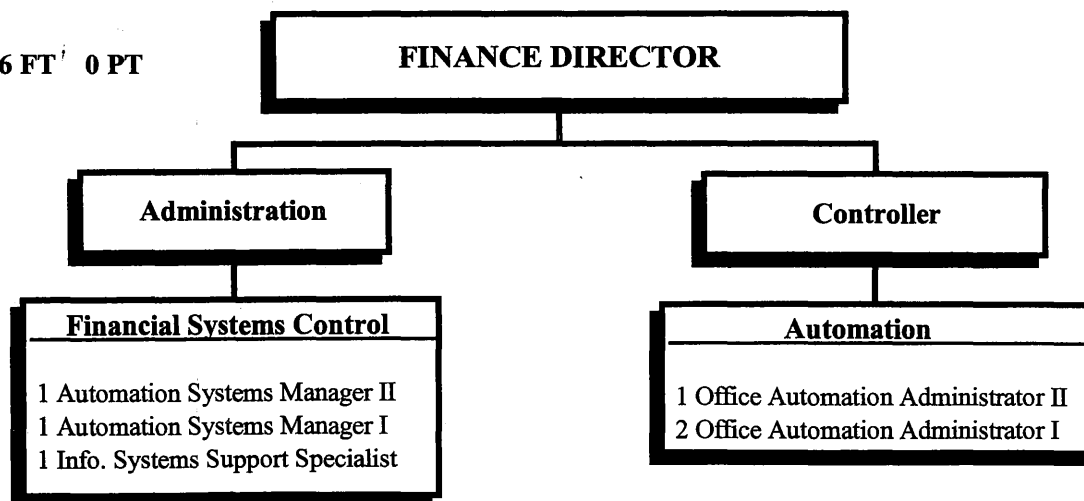 6 FT 0 PT
FINANCE DIRECTOR
Administration
Controller
Financial Systems Control
1 Automation Systems Manager II
1 Automation Systems Manager I
1 Info. Systems Support Specialist
Automation
1 Office Automation Administrator II
2 Office Automation Administrator I